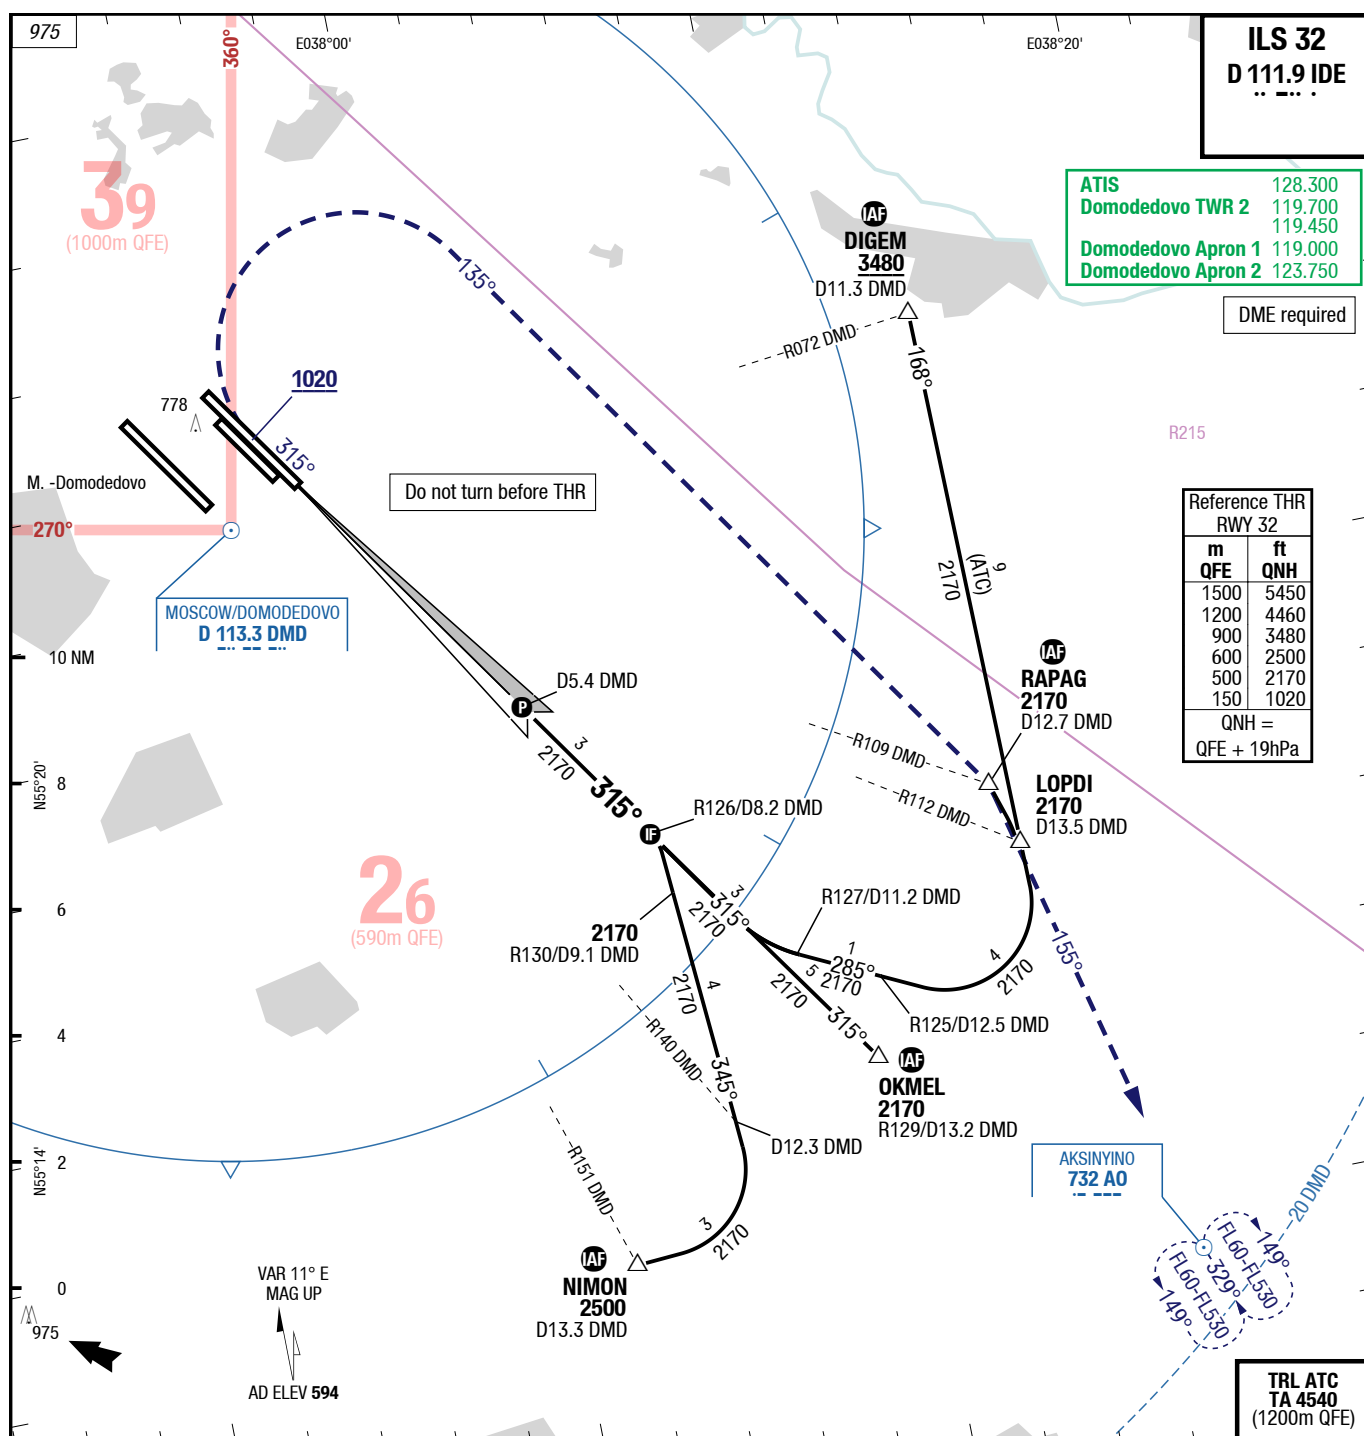 975
E038°00'
E038°20'
ILS 32
D 111.9 IDE
360°
39
(1000m QFE)
ATIS 128.300
Domodedovo TWR 2 119.700
119.450
Domodedovo Apron 1 119.000
Domodedovo Apron 2 123.750
DME required
IAF
DIGEM
3480
D11.3 DMD
R072 DMD
168°
135°
1020
778
315°
M. -Domodedovo
Do not turn before THR
270°
R215
MOSCOW/DOMODEDOVO
D 113.3 DMD
9
(ATC)
2170
Reference THR
RWY 32
m ft
QFE QNH
1500 5450
1200 4460
900 3480
600 2500
500 2170
150 1020
QNH =
QFE + 19hPa
10 NM
D5.4 DMD
P
3
2170
315°
IAF
RAPAG
2170
D12.7 DMD
R109 DMD
R112 DMD
LOPDI
2170
D13.5 DMD
N55°20'
8
IF
R126/D8.2 DMD
26
(590m QFE)
6
2170
R130/D9.1 DMD
3
315°
2170
R127/D11.2 DMD
1
285°
5 2170
2170
315°
4
2170
155°
R125/D12.5 DMD
4
2170
R140 DMD
345°
4
IAF
OKMEL
2170
R129/D13.2 DMD
D12.3 DMD
R151 DMD
N55°14'
2
AKSINYINO
732 AO
20 DMD
3
2170
IAF
NIMON
2500
D13.3 DMD
149°
FL60-FL530
329°
FL60-FL530
149°
0
VAR 11° E
MAG UP
975
AD ELEV 594
TRL ATC
TA 4540
(1200m QFE)